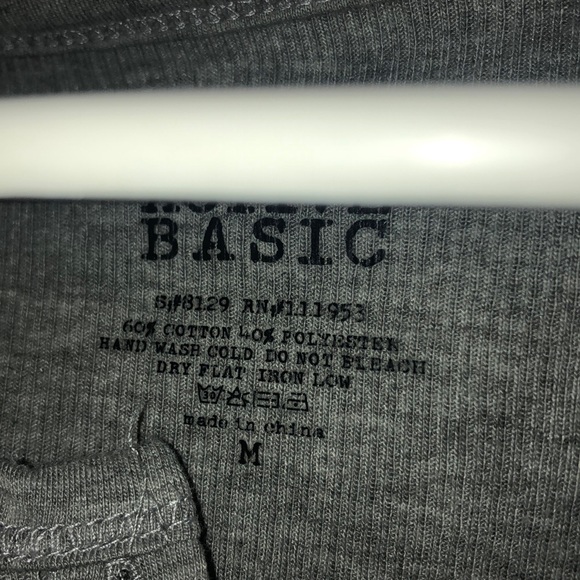 BASIC
S#8129 RN#111953
60% COTTON 40% POLYESTER
HAND WASH COLD DO NOT BLEACH
DRY FLAT IRON LOW
made in china
M